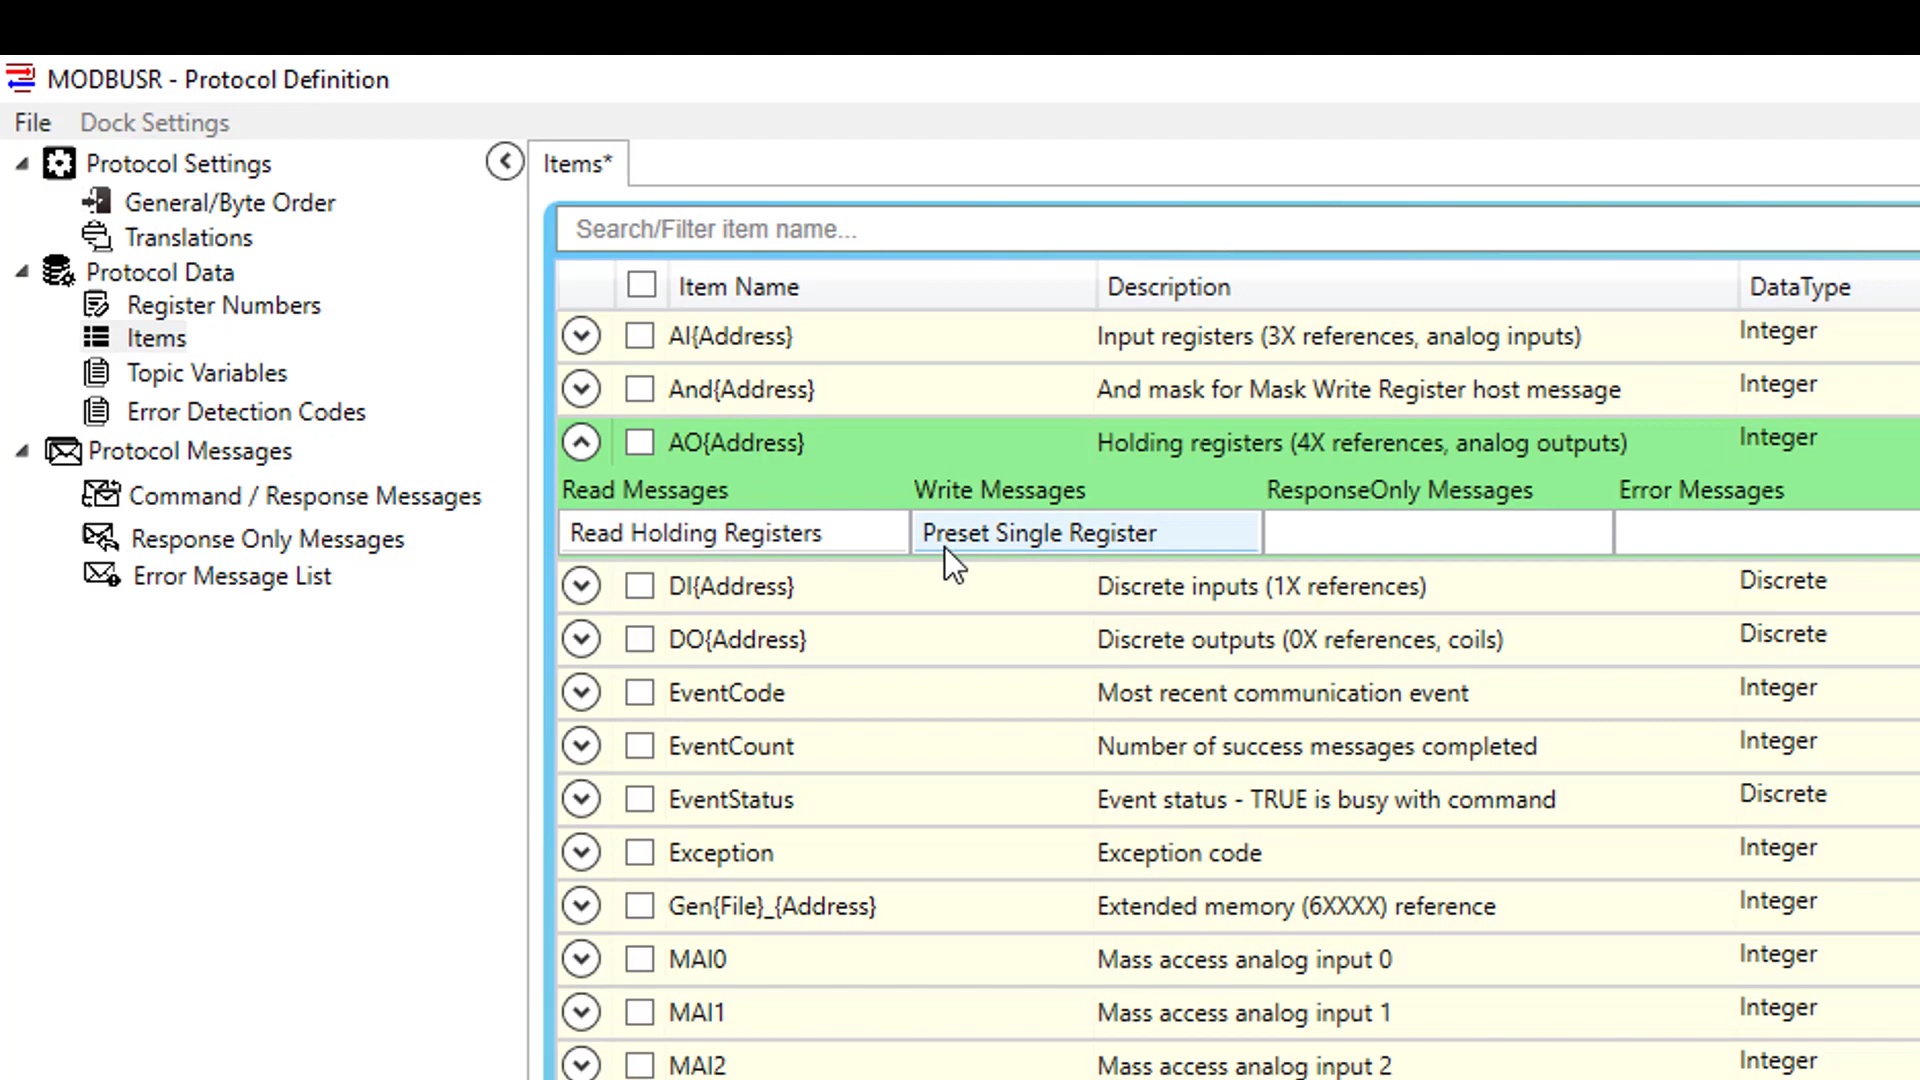 MODBUSR - Protocol Definition
File Dock Settings
Protocol Settings
General/Byte Order
Translations
Protocol Data
Register Numbers
Items
Topic Variables
Error Detection Codes
Protocol Messages
Command / Response Messages
Response Only Messages
Error Message List
Items*
Search/Filter item name...
Item Name Description DataType
AI{Address} Input registers (3X references, analog inputs) Integer
And{Address} And mask for Mask Write Register host message Integer
AO{Address} Holding registers (4X references, analog outputs) Integer
Read Messages Write Messages ResponseOnly Messages Error Messages
Read Holding Registers Preset Single Register
DI{Address} Discrete inputs (1X references) Discrete
DO{Address} Discrete outputs (0X references, coils) Discrete
EventCode Most recent communication event Integer
EventCount Number of success messages completed Integer
EventStatus Event status - TRUE is busy with command Discrete
Exception Exception code Integer
Gen{File}_{Address} Extended memory (6XXXX) reference Integer
MAI0 Mass access analog input 0 Integer
MAI1 Mass access analog input 1 Integer
MAI2 Mass access analog input 2 Integer